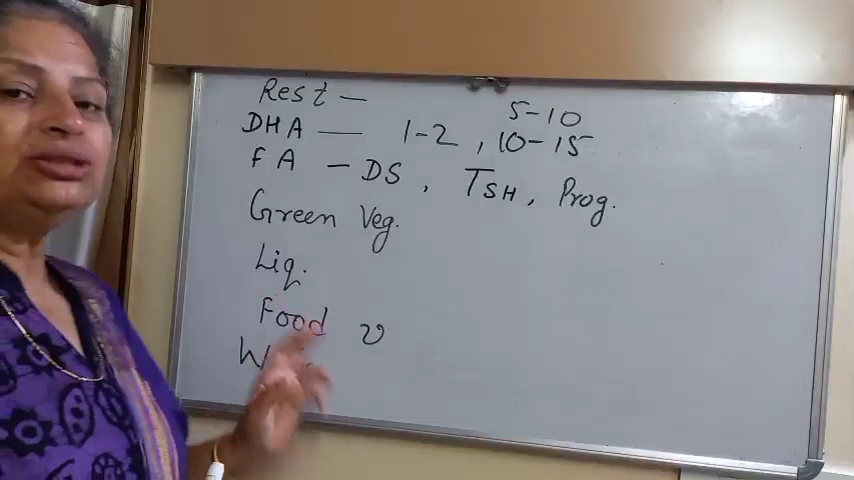 Rest —
5-10
DHA — 1-2, 10-15
FA - DS, TSH, Prog.
Green Veg.
Liq.
Food v